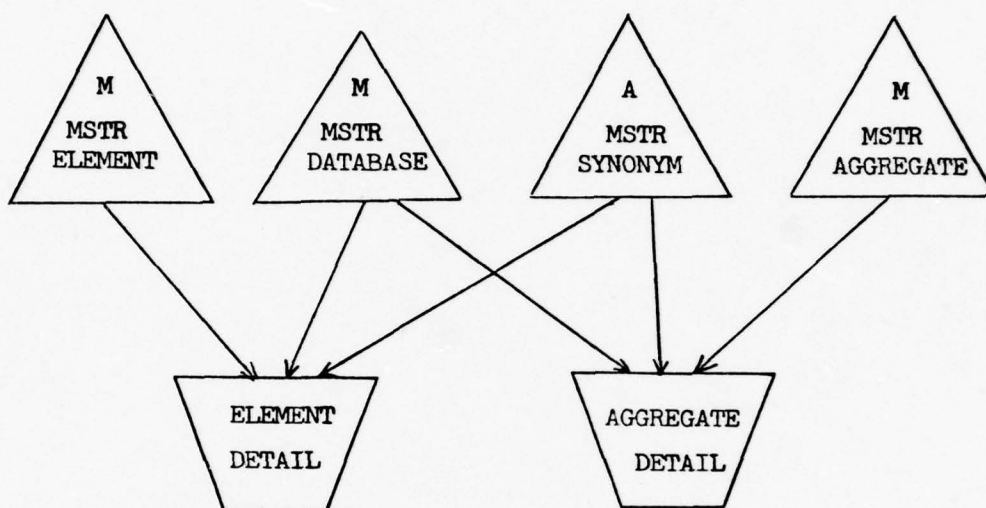 M
MSTR
ELEMENT
M
MSTR
DATABASE
A
MSTR
SYNONYM
M
MSTR
AGGREGATE
ELEMENT
DETAIL
AGGREGATE
DETAIL